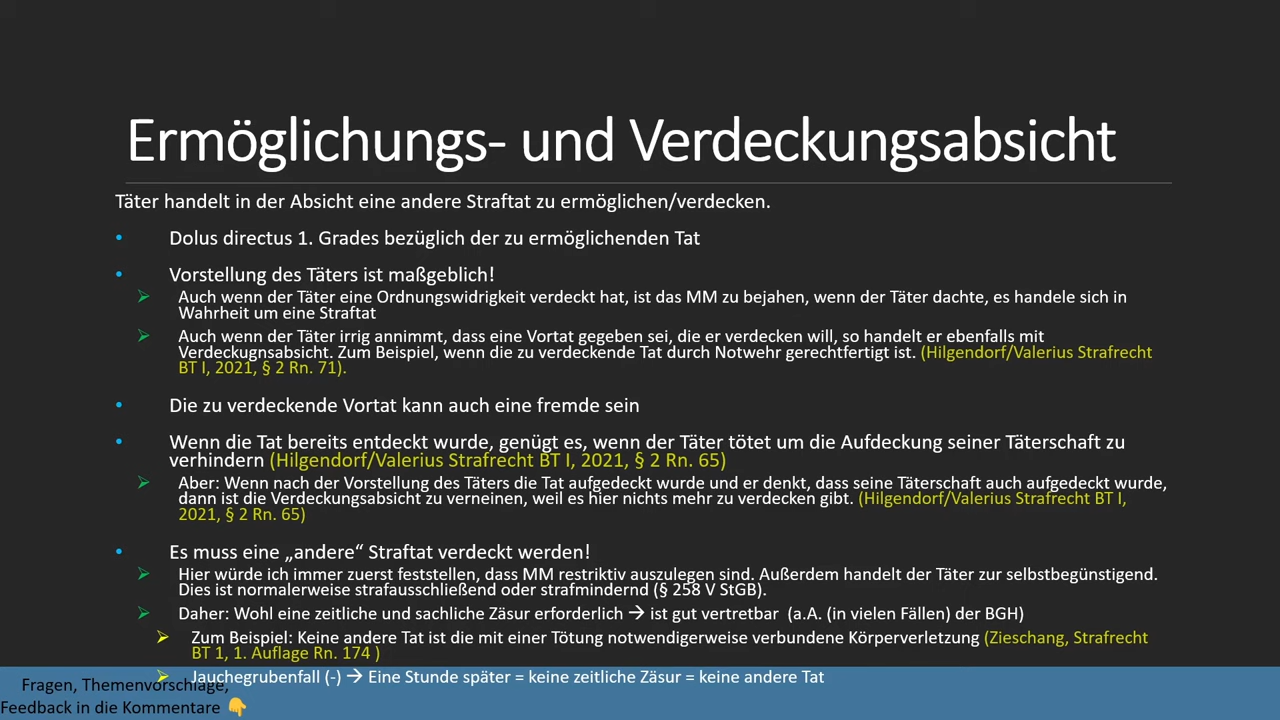 Ermöglichungs- und Verdeckungsabsicht
Täter handelt in der Absicht eine andere Straftat zu ermöglichen/verdecken.
• Dolus directus 1. Grades bezüglich der zu ermöglichenden Tat
• Vorstellung des Täters ist maßgeblich!
➢ Auch wenn der Täter eine Ordnungswidrigkeit verdeckt hat, ist das MM zu bejahen, wenn der Täter dachte, es handele sich in
Wahrheit um eine Straftat
➢ Auch wenn der Täter irrig annimmt, dass eine Vortat gegeben sei, die er verdecken will, so handelt er ebenfalls mit
Verdeckugnsabsicht. Zum Beispiel, wenn die zu verdeckende Tat durch Notwehr gerechtfertigt ist. (Hilgendorf/Valerius Strafrecht
BT I, 2021, § 2 Rn. 71).
• Die zu verdeckende Vortat kann auch eine fremde sein
• Wenn die Tat bereits entdeckt wurde, genügt es, wenn der Täter tötet um die Aufdeckung seiner Täterschaft zu
verhindern (Hilgendorf/Valerius Strafrecht BT I, 2021, § 2 Rn. 65)
➢ Aber: Wenn nach der Vorstellung des Täters die Tat aufgedeckt wurde und er denkt, dass seine Täterschaft auch aufgedeckt wurde,
dann ist die Verdeckungsabsicht zu verneinen, weil es hier nichts mehr zu verdecken gibt. (Hilgendorf/Valerius Strafrecht BT I,
2021, § 2 Rn. 65)
• Es muss eine „andere“ Straftat verdeckt werden!
➢ Hier würde ich immer zuerst feststellen, dass MM restriktiv auszulegen sind. Außerdem handelt der Täter zur selbstbegünstigend.
Dies ist normalerweise strafausschließend oder strafmindernd (§ 258 V StGB).
➢ Daher: Wohl eine zeitliche und sachliche Zäsur erforderlich → ist gut vertretbar (a.A. (in vielen Fällen) der BGH)
➢ Zum Beispiel: Keine andere Tat ist die mit einer Tötung notwendigerweise verbundene Körperverletzung (Zieschang, Strafrecht
BT 1, 1. Auflage Rn. 174 )
➢ Jauchegrubenfall (-) → Eine Stunde später = keine zeitliche Zäsur = keine andere Tat
Fragen, Themenvorschläge,
Feedback in die Kommentare 👇